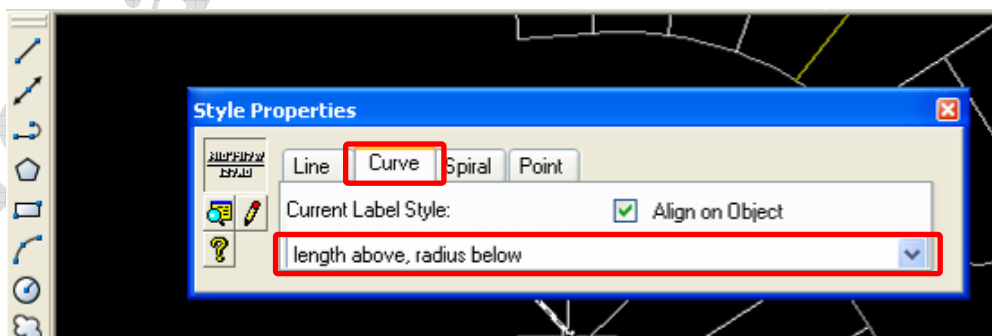 Style Properties
Line Curve Spiral Point
Current Label Style: Align on Object
length above, radius below